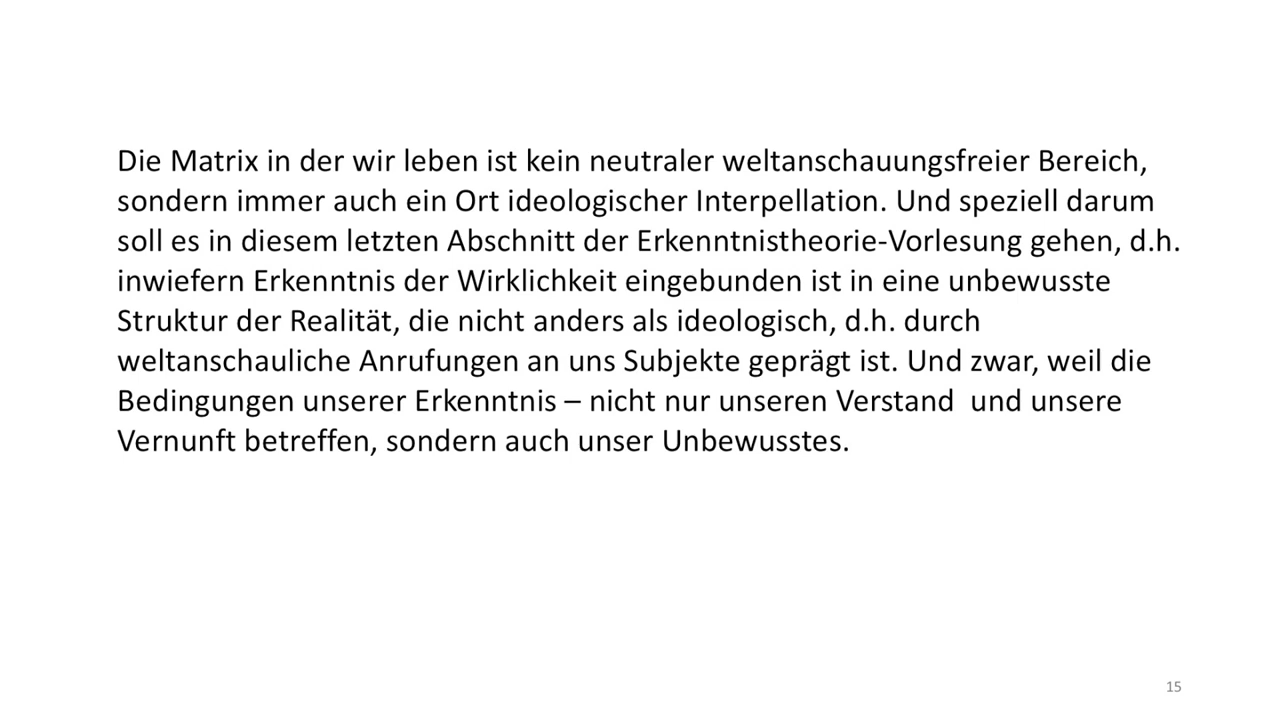 Die Matrix in der wir leben ist kein neutraler weltanschauungsfreier Bereich,
sondern immer auch ein Ort ideologischer Interpellation. Und speziell darum
soll es in diesem letzten Abschnitt der Erkenntnistheorie-Vorlesung gehen, d.h.
inwiefern Erkenntnis der Wirklichkeit eingebunden ist in eine unbewusste
Struktur der Realität, die nicht anders als ideologisch, d.h. durch
weltanschauliche Anrufungen an uns Subjekte geprägt ist. Und zwar, weil die
Bedingungen unserer Erkenntnis – nicht nur unseren Verstand  und unsere
Vernunft betreffen, sondern auch unser Unbewusstes.
15